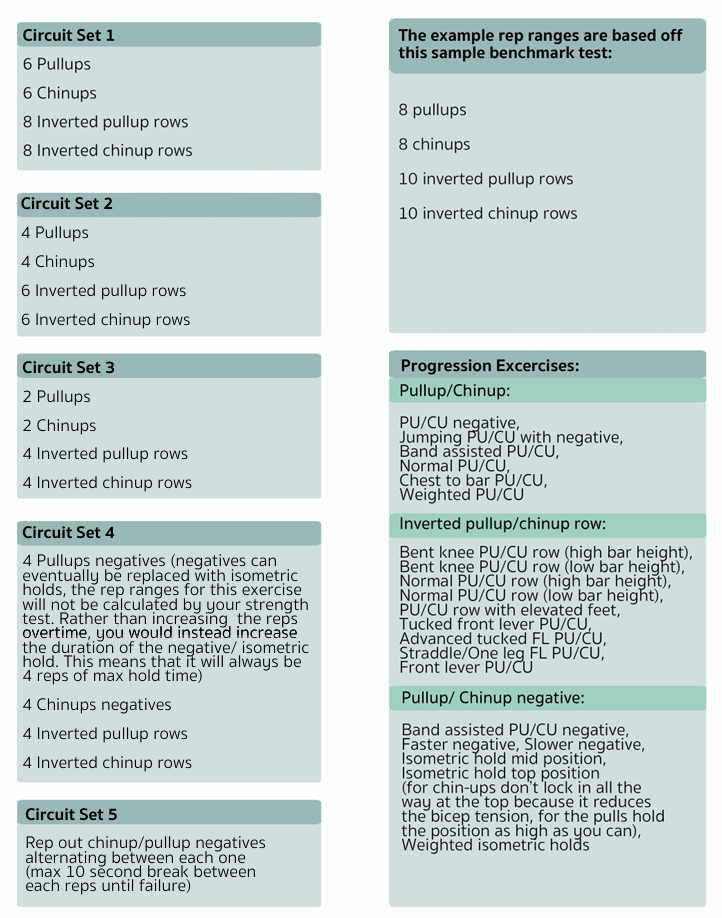 Circuit Set 1
6 Pullups
6 Chinups
8 Inverted pullup rows
8 Inverted chinup rows
Circuit Set 2
4 Pullups
4 Chinups
6 Inverted pullup rows
6 Inverted chinup rows
Circuit Set 3
2 Pullups
2 Chinups
4 Inverted pullup rows
4 Inverted chinup rows
Circuit Set 4
4 Pullups negatives (negatives can
eventually be replaced with isometric
holds, the rep ranges for this exercise
will not be calculated by your strength
test. Rather than increasing  the reps
overtime, you would instead increase
the duration of the negative/ isometric
hold. This means that it will always be
4 reps of max hold time)
4 Chinups negatives
4 Inverted pullup rows
4 Inverted chinup rows
Circuit Set 5
Rep out chinup/pullup negatives
alternating between each one
(max 10 second break between
each reps until failure)
The example rep ranges are based off
this sample benchmark test:
8 pullups
8 chinups
10 inverted pullup rows
10 inverted chinup rows
Progression Excercises:
Pullup/Chinup:
PU/CU negative,
Jumping PU/CU with negative,
Band assisted PU/CU,
Normal PU/CU,
Chest to bar PU/CU,
Weighted PU/CU
Inverted pullup/chinup row:
Bent knee PU/CU row (high bar height),
Bent knee PU/CU row (low bar height),
Normal PU/CU row (high bar height),
Normal PU/CU row (low bar height),
PU/CU row with elevated feet,
Tucked front lever PU/CU,
Advanced tucked FL PU/CU,
Straddle/One leg FL PU/CU,
Front lever PU/CU
Pullup/ Chinup negative:
Band assisted PU/CU negative,
Faster negative, Slower negative,
Isometric hold mid position,
Isometric hold top position
(for chin-ups don't lock in all the
way at the top because it reduces
the bicep tension, for the pulls hold
the position as high as you can),
Weighted isometric holds